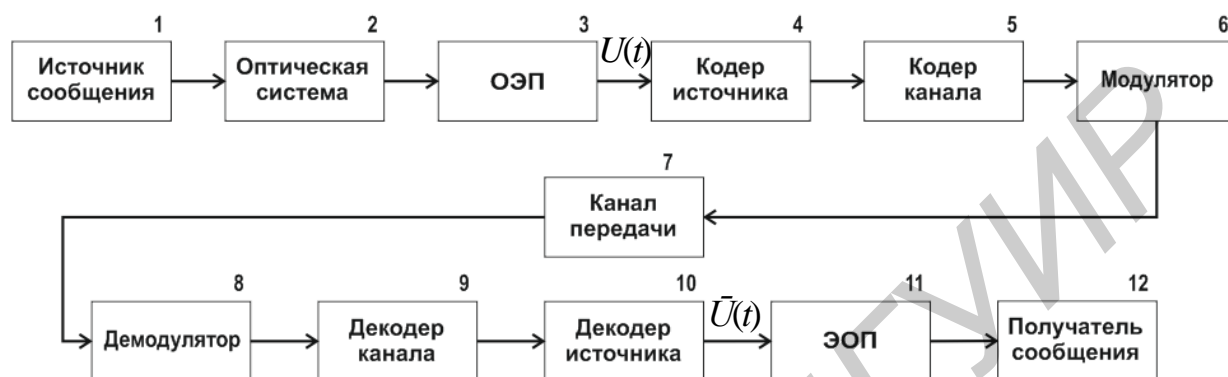 1
Источник
сообщения
2
Оптическая
система
3
ОЭП
U(t)
4
Кодер
источника
5
Кодер
канала
6
Модулятор
7
Канал
передачи
8
Демодулятор
9
Декодер
канала
10
Декодер
источника
Ū(t)
11
ЭОП
12
Получатель
сообщения
ГУИР